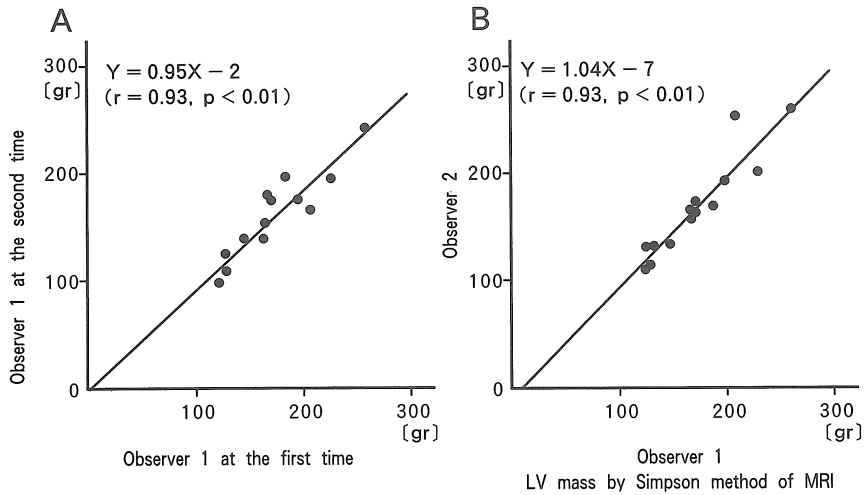 A
300
[gr]
Y = 0.95X − 2
(r = 0.93, p < 0.01)
200
100
0
100
200
300
[gr]
Observer 1 at the second time
Observer 1 at the first time
B
300
[gr]
Y = 1.04X − 7
(r = 0.93, p < 0.01)
200
100
0
100
200
300
[gr]
Observer 2
Observer 1
LV mass by Simpson method of MRI